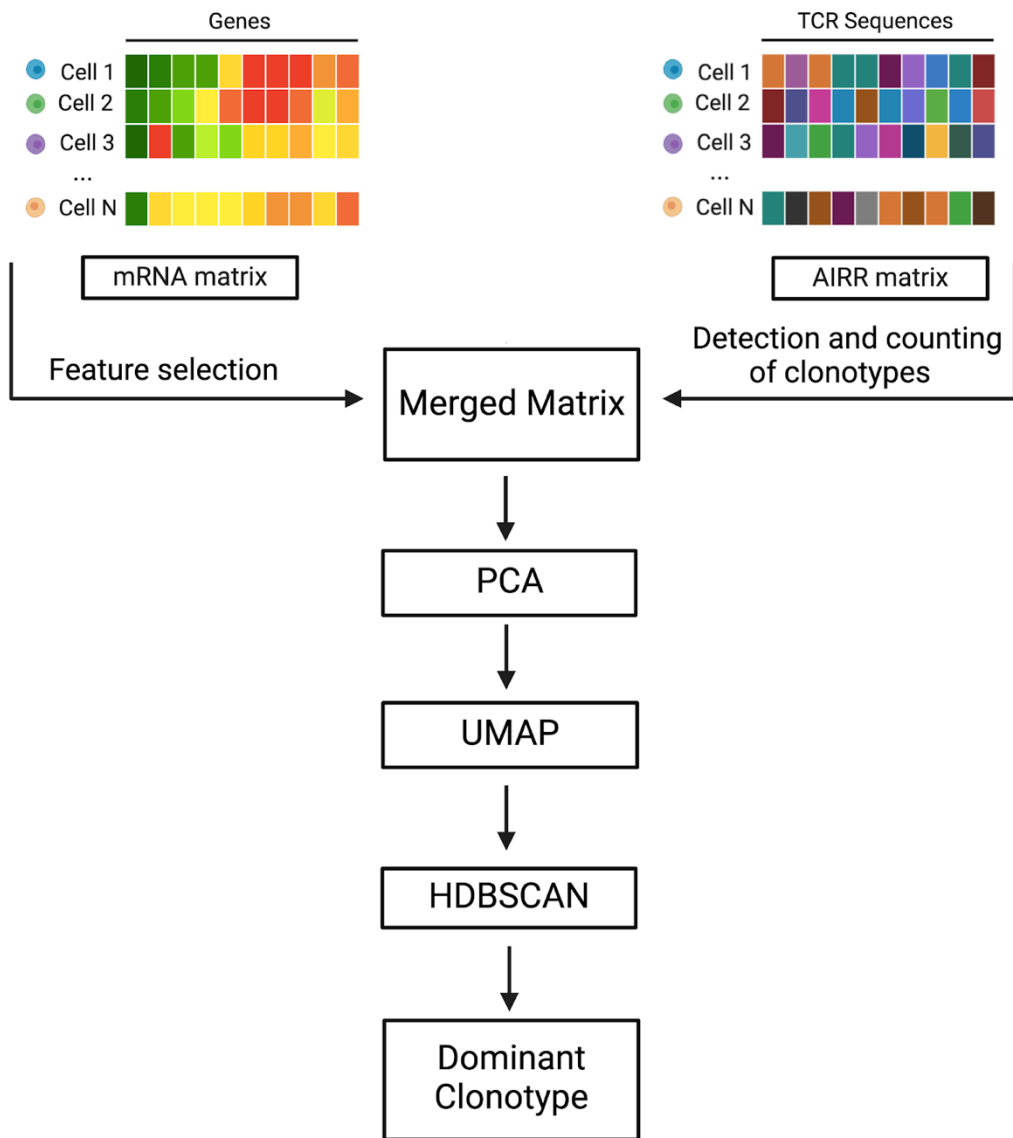 Genes
Cell 1
Cell 2
Cell 3
...
Cell N
mRNA matrix
Feature selection
TCR Sequences
Cell 1
Cell 2
Cell 3
...
Cell N
AIRR matrix
Detection and counting
of clonotypes
Merged Matrix
PCA
UMAP
HDBSCAN
Dominant
Clonotype